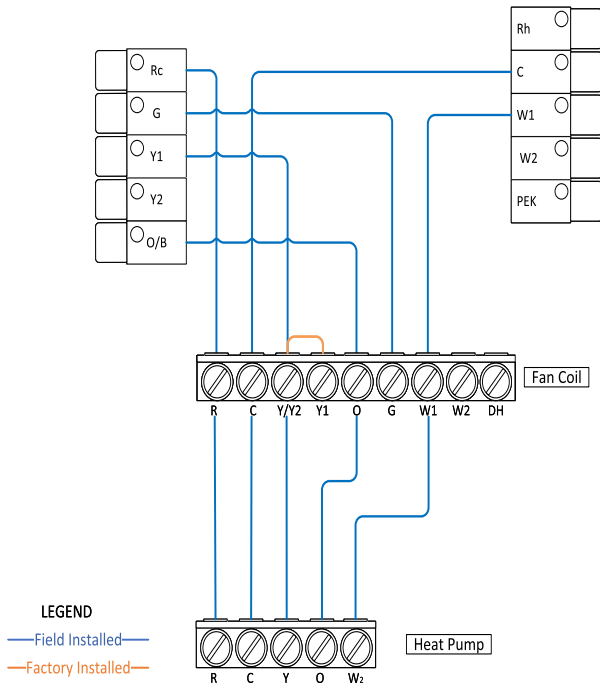 Rc
G
Y1
Y2
O/B
Rh
C
W1
W2
PEK
Fan Coil
R C Y/Y2 Y1 O G W1 W2 DH
LEGEND
Field Installed
Factory Installed
Heat Pump
R C Y O W₂